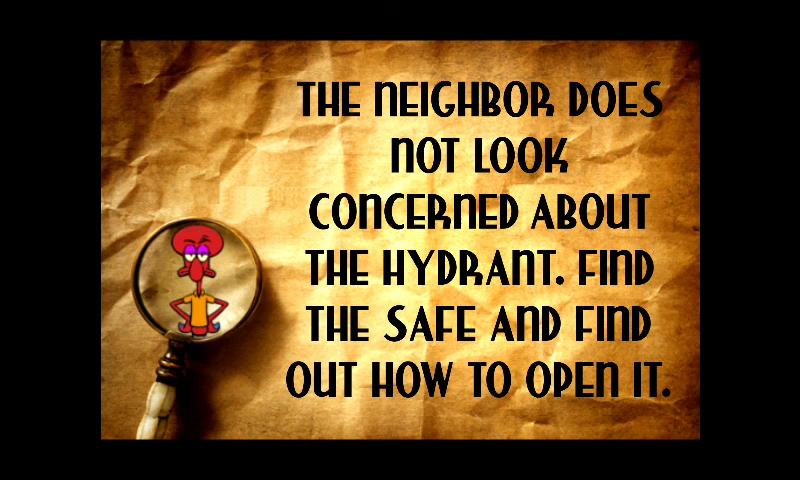 THE NEIGHBOR DOES
NOT LOOK
CONCERNED ABOUT
THE HYDRANT. FIND
THE SAFE AND FIND
OUT HOW TO OPEN IT.